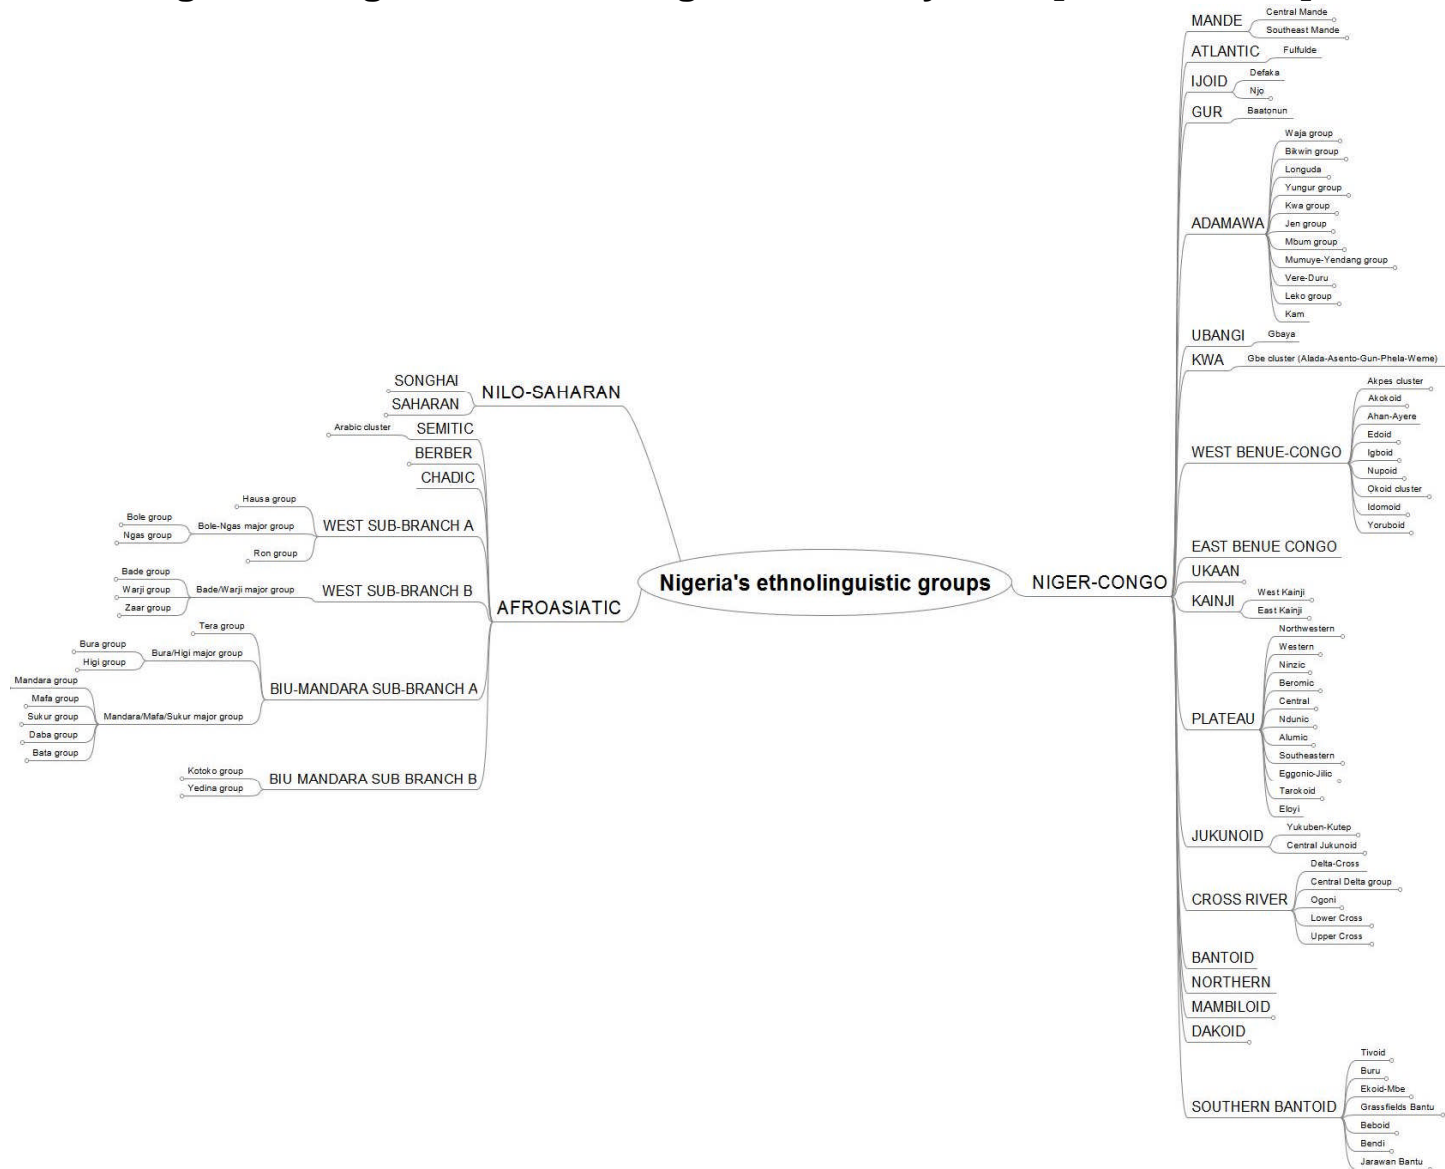 Nigeria's ethnolinguistic groups
NILO-SAHARAN
SONGHAI
SAHARAN
AFROASIATIC
SEMITIC
Arabic cluster
BERBER
CHADIC
WEST SUB-BRANCH A
Hausa group
Bole-Ngas major group
Bole group
Ngas group
Ron group
WEST SUB-BRANCH B
Bade/Warji major group
Bade group
Warji group
Zaar group
BIU-MANDARA SUB-BRANCH A
Tera group
Bura/Higi major group
Bura group
Higi group
Mandara/Mafa/Sukur major group
Mandara group
Mafa group
Sukur group
Daba group
Bata group
BIU MANDARA SUB BRANCH B
Kotoko group
Yedina group
NIGER-CONGO
MANDE
Central Mande
Southeast Mande
ATLANTIC
Fulfulde
IJOID
Defaka
Njọ
GUR
Baatọnun
ADAMAWA
Waja group
Bikwin group
Longuda
Yungur group
Kwa group
Jen group
Mbum group
Mumuye-Yendang group
Vere-Duru
Leko group
Kam
UBANGI
Gbaya
KWA
Gbe cluster (Alada-Asento-Gun-Phela-Weme)
WEST BENUE-CONGO
Akpes cluster
Akokoid
Ahan-Ayere
Edoid
Igboid
Nupoid
Okoid cluster
Idomoid
Yoruboid
EAST BENUE CONGO
UKAAN
KAINJI
West Kainji
East Kainji
PLATEAU
Northwestern
Western
Ninzic
Beromic
Central
Ndunic
Alumic
Southeastern
Eggonic-Jilic
Tarokoid
Eloyi
JUKUNOID
Yukuben-Kutep
Central Jukunoid
CROSS RIVER
Delta-Cross
Central Delta group
Ogoni
Lower Cross
Upper Cross
BANTOID
NORTHERN
MAMBILOID
DAKOID
SOUTHERN BANTOID
Tivoid
Buru
Ekoid-Mbe
Grassfields Bantu
Beboid
Bendi
Jarawan Bantu